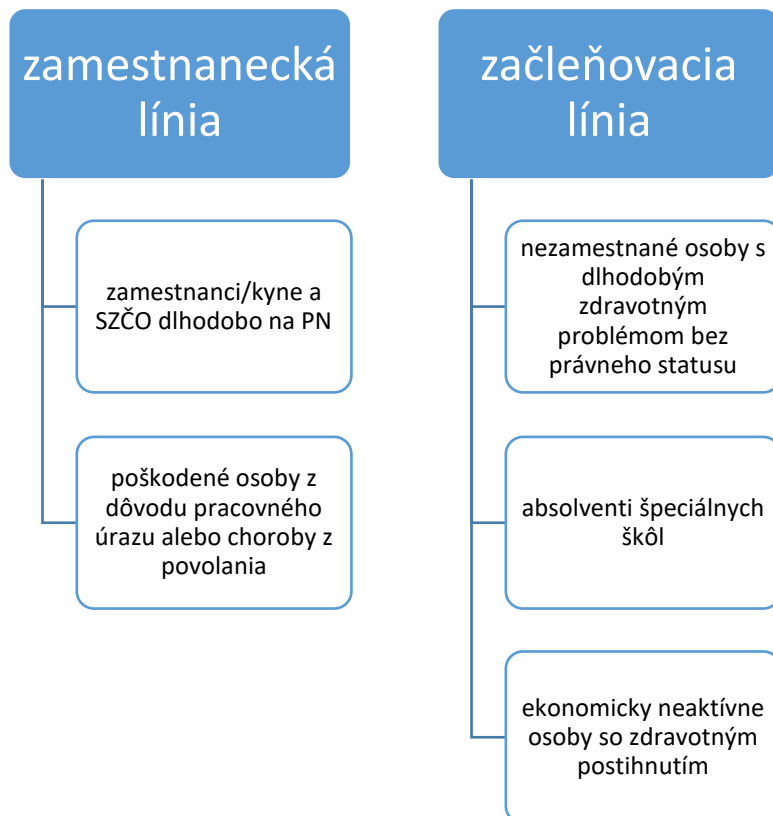 zamestnanecká
línia
zamestnanci/kyne a
SZČO dlhodobo na PN
poškodené osoby z
dôvodu pracovného
úrazu alebo choroby z
povolania
začleňovacia
línia
nezamestnané osoby s
dlhodobým
zdravotným
problémom bez
právneho statusu
absolventi špeciálnych
škôl
ekonomicky neaktívne
osoby so zdravotným
postihnutím